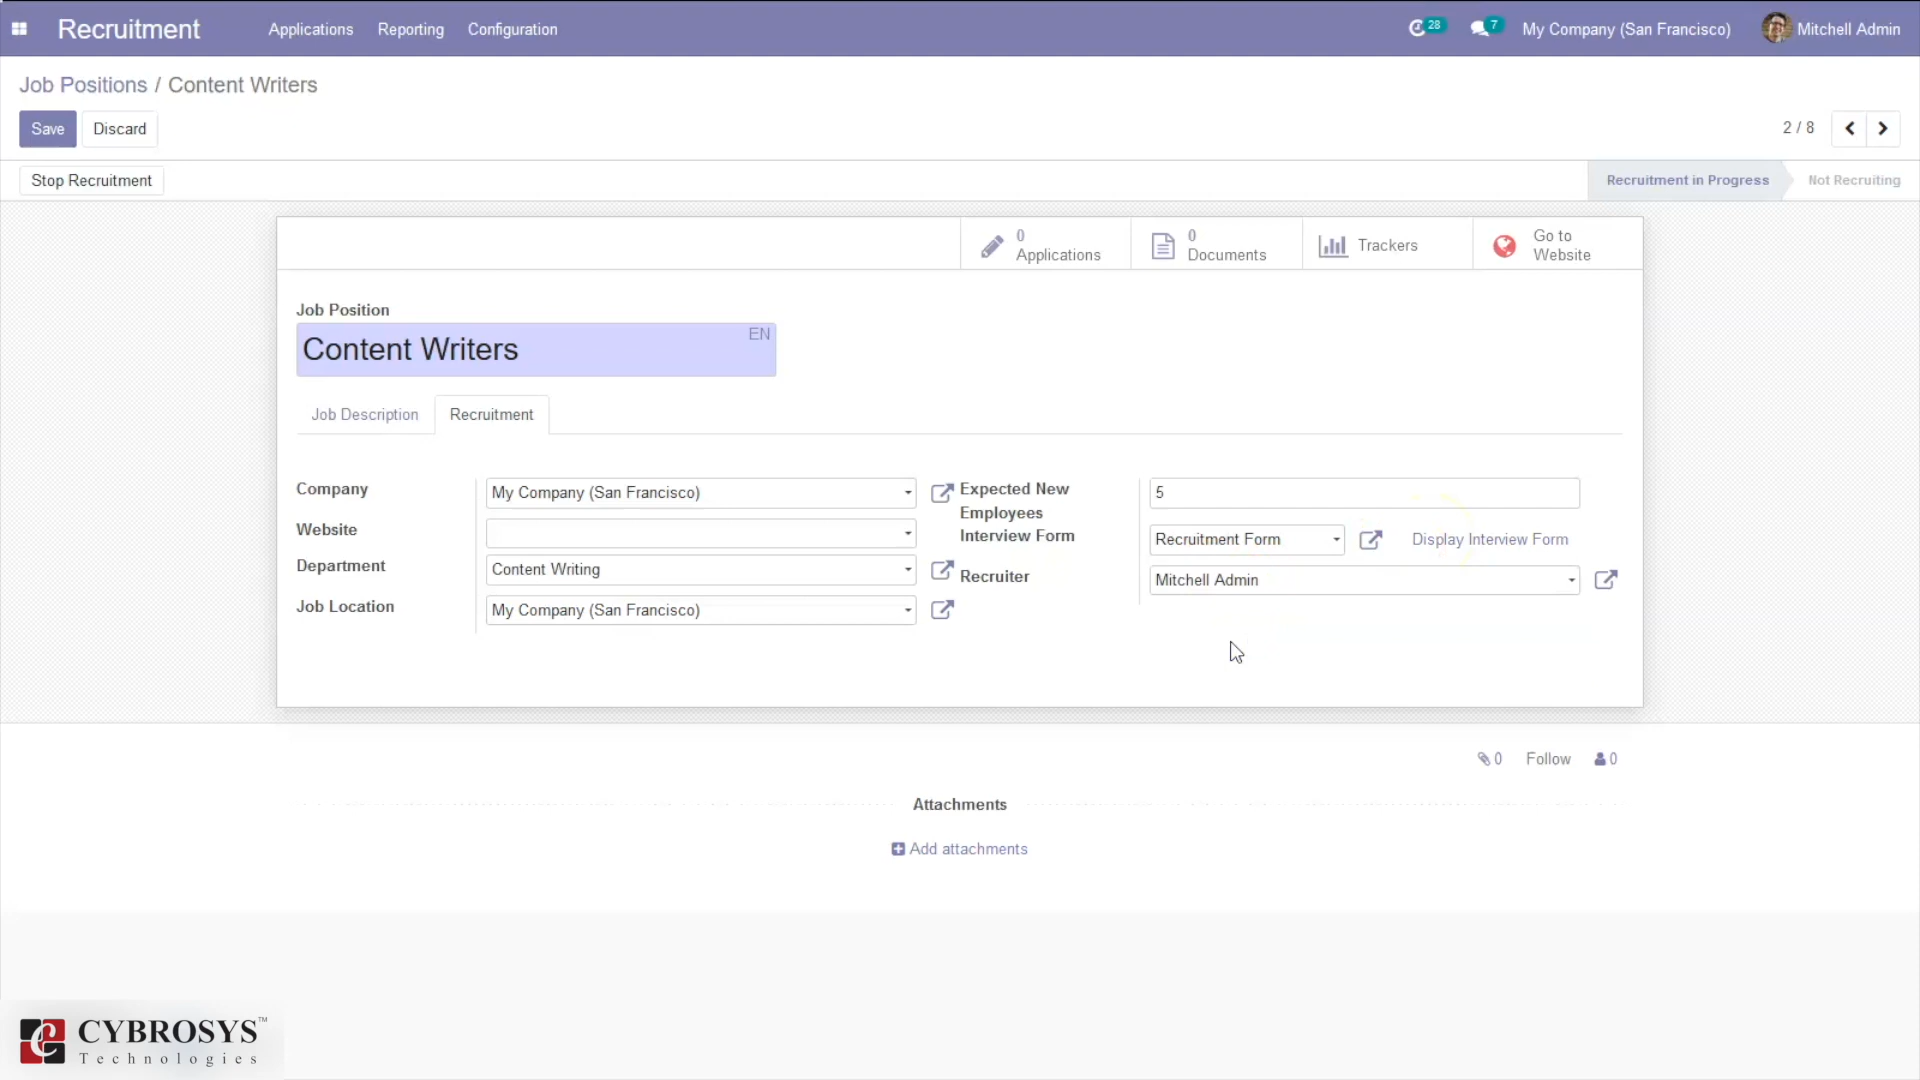 Recruitment Applications Reporting Configuration 28 7 My Company (San Francisco) Mitchell Admin
Job Positions / Content Writers
Save Discard 2 / 8
Stop Recruitment Recruitment in Progress Not Recruiting
0 Applications 0 Documents Trackers Go to Website
Job Position
Content Writers EN
Job Description Recruitment
Company My Company (San Francisco) Expected New Employees 5
Website
Interview Form Recruitment Form Display Interview Form
Department Content Writing
Recruiter Mitchell Admin
Job Location My Company (San Francisco)
0 Follow 0
Attachments
Add attachments
CYBROSYS™
Technologies